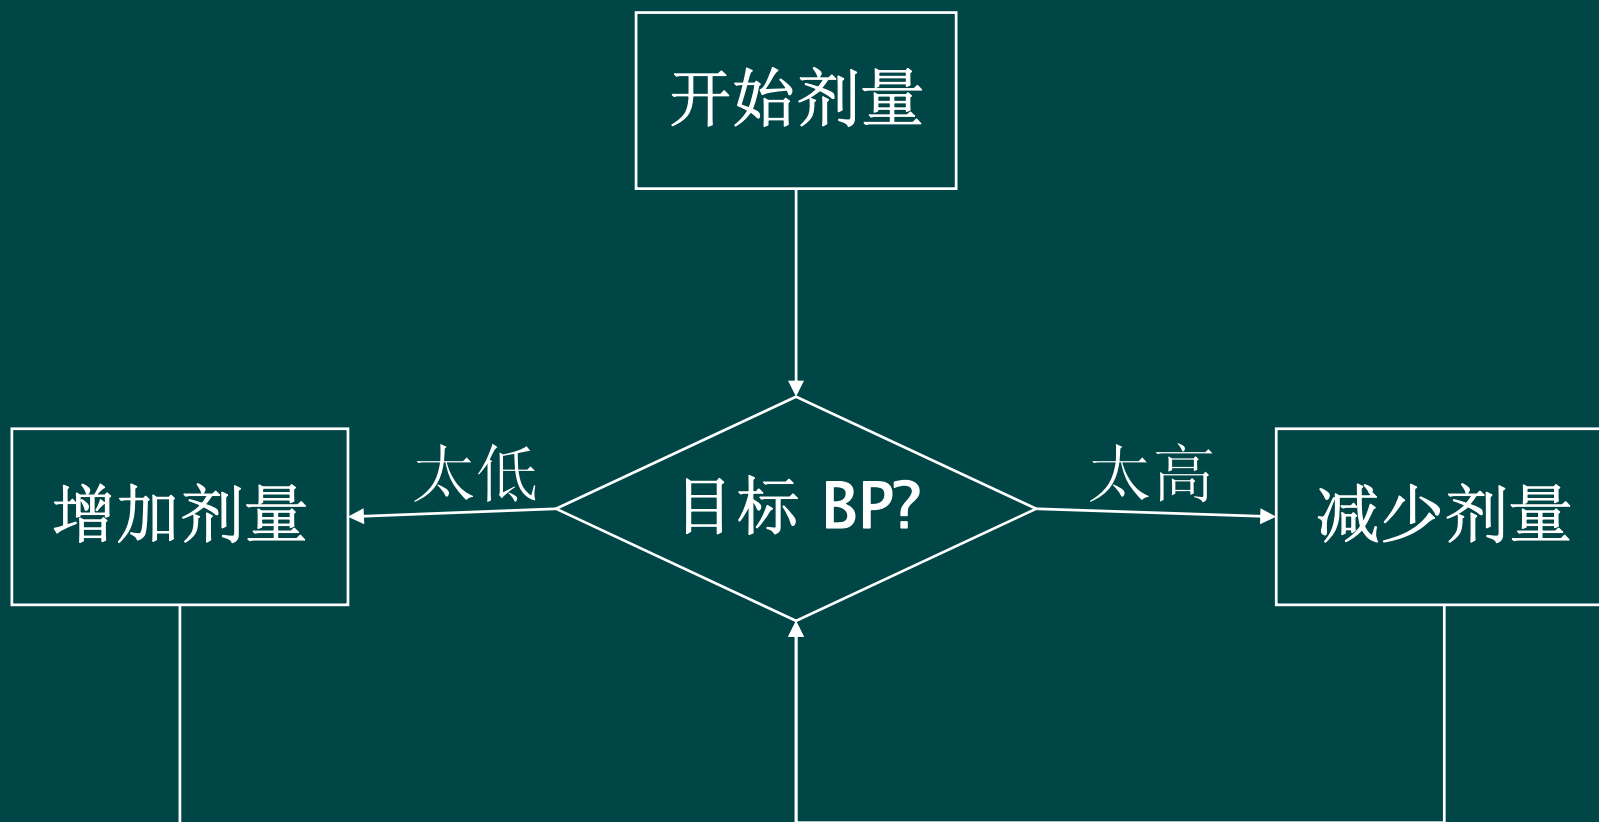 开始剂量
太低
太高
增加剂量
目标 BP?
减少剂量